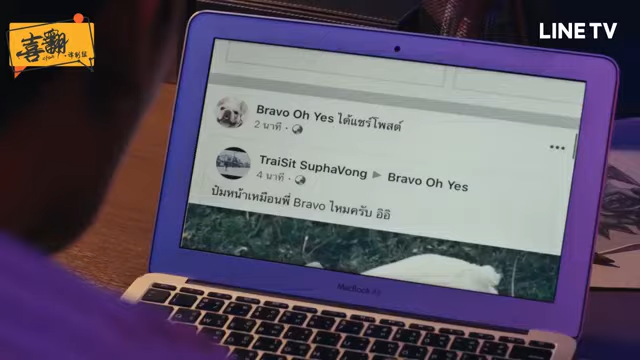 喜翻
LINE TV
Bravo Oh Yes ได้แชร์โพสต์
2 นาที ·
TraiSit SuphaVong ▶ Bravo Oh Yes
4 นาที ·
ป๋มหน้าเหมือนพี่ Bravo ไหมครับ อิอิ
MacBook Air